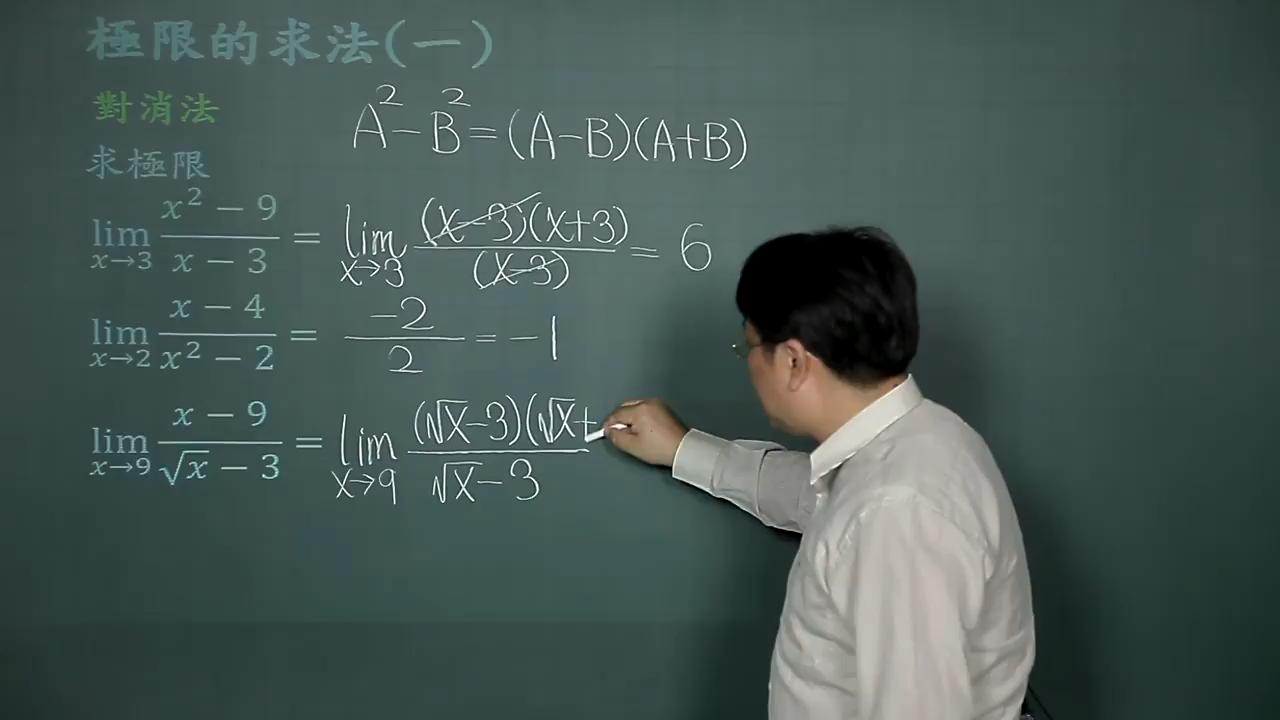 極限的求法(一)
對消法
A² − B² = (A−B)(A+B)
求極限
lim x→3 (x² − 9)/(x − 3) = lim x→3 (x−3)(x+3)/(x−3) = 6
lim x→2 (x − 4)/(x² − 2) = −2/2 = −1
lim x→9 (x − 9)/(√x − 3) = lim x→9 (√x−3)(√x+/(√x−3